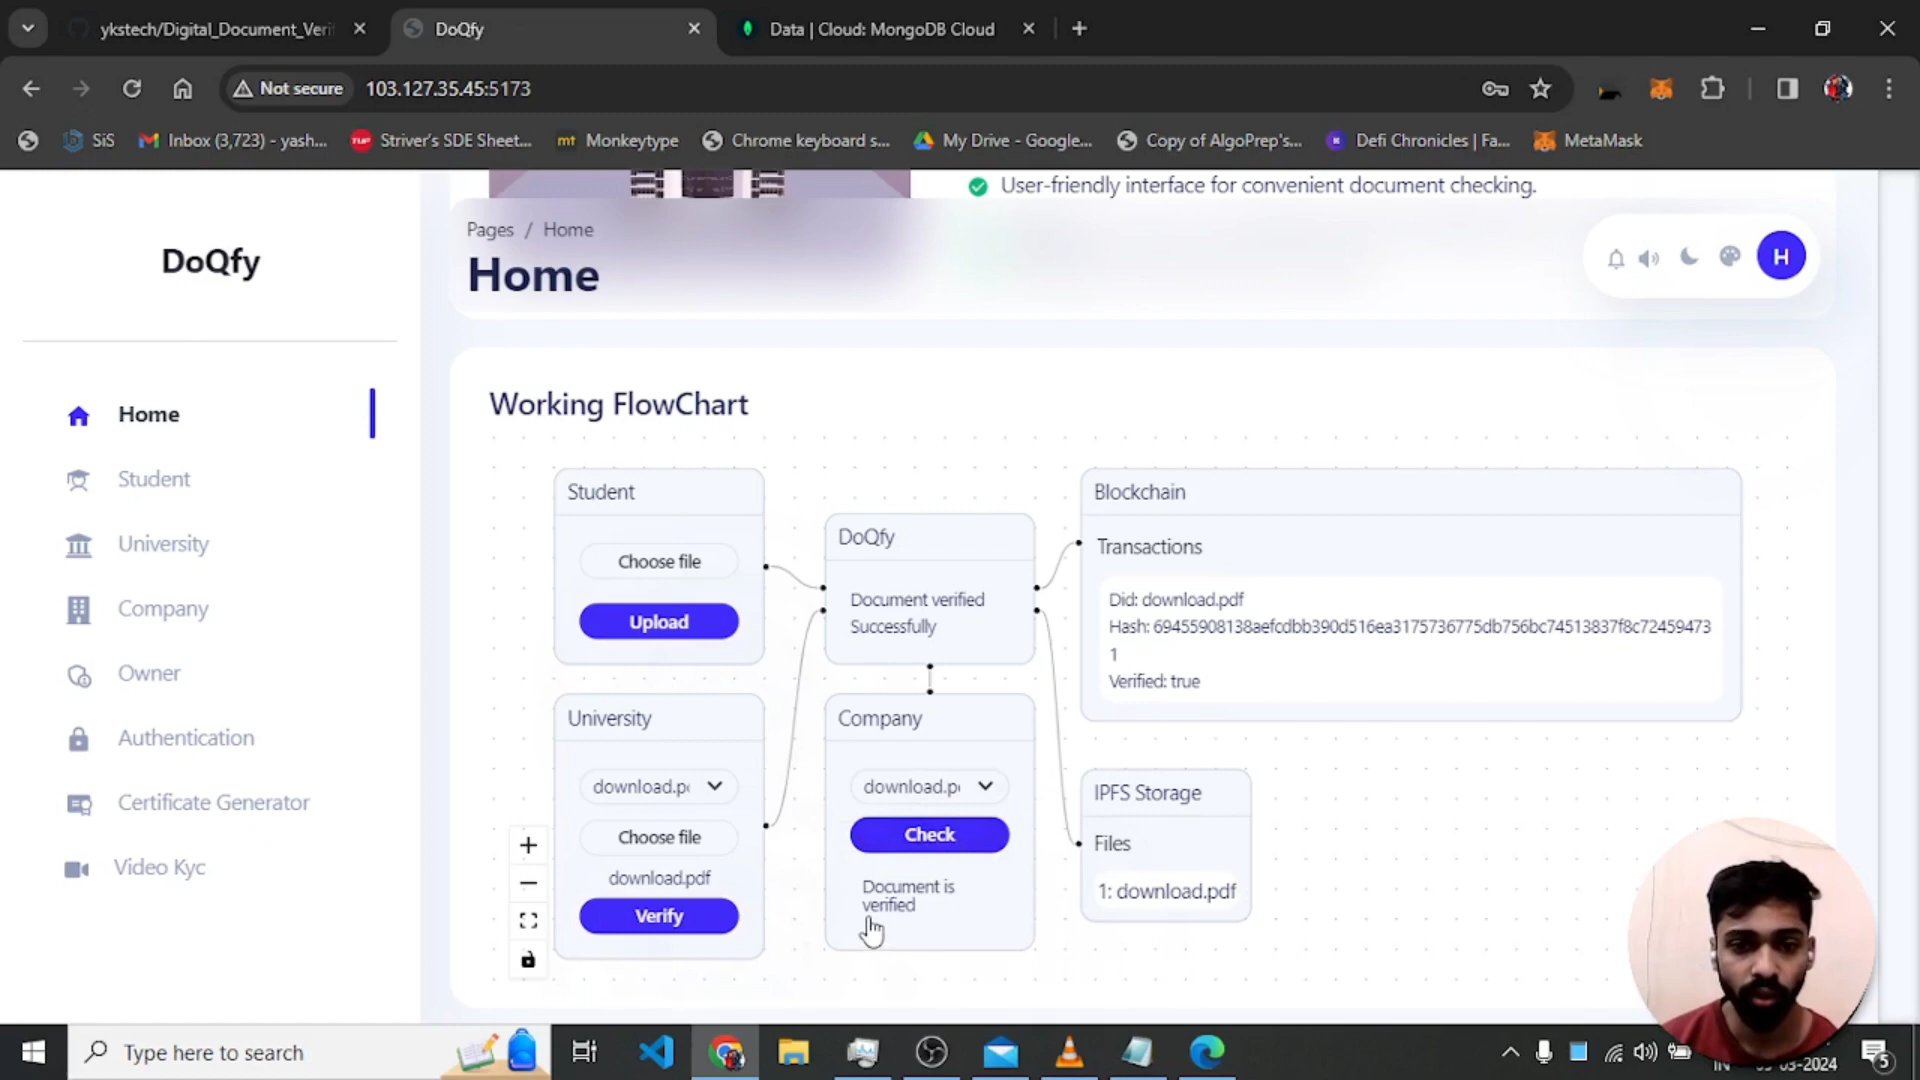 ykstech/Digital_Document_Veri
DoQfy
Data | Cloud: MongoDB Cloud
Not secure
103.127.35.45:5173
SiS
Inbox (3,723) - yash...
Striver's SDE Sheet...
mt
Monkeytype
Chrome keyboard s...
My Drive - Google...
Copy of AlgoPrep's...
Defi Chronicles | Fa...
MetaMask
User-friendly interface for convenient document checking.
DoQfy
Pages / Home
Home
H
Home
Student
University
Company
Owner
Authentication
Certificate Generator
Video Kyc
Working FlowChart
Student
Choose file
Upload
University
download.p
Choose file
download.pdf
Verify
DoQfy
Document verified
Successfully
Company
download.p
Check
Document is
verified
Blockchain
Transactions
Did: download.pdf
Hash: 69455908138aefcdbb390d516ea3175736775db756bc74513837f8c72459473
1
Verified: true
IPFS Storage
Files
1: download.pdf
Type here to search
IN
-03-2024
5